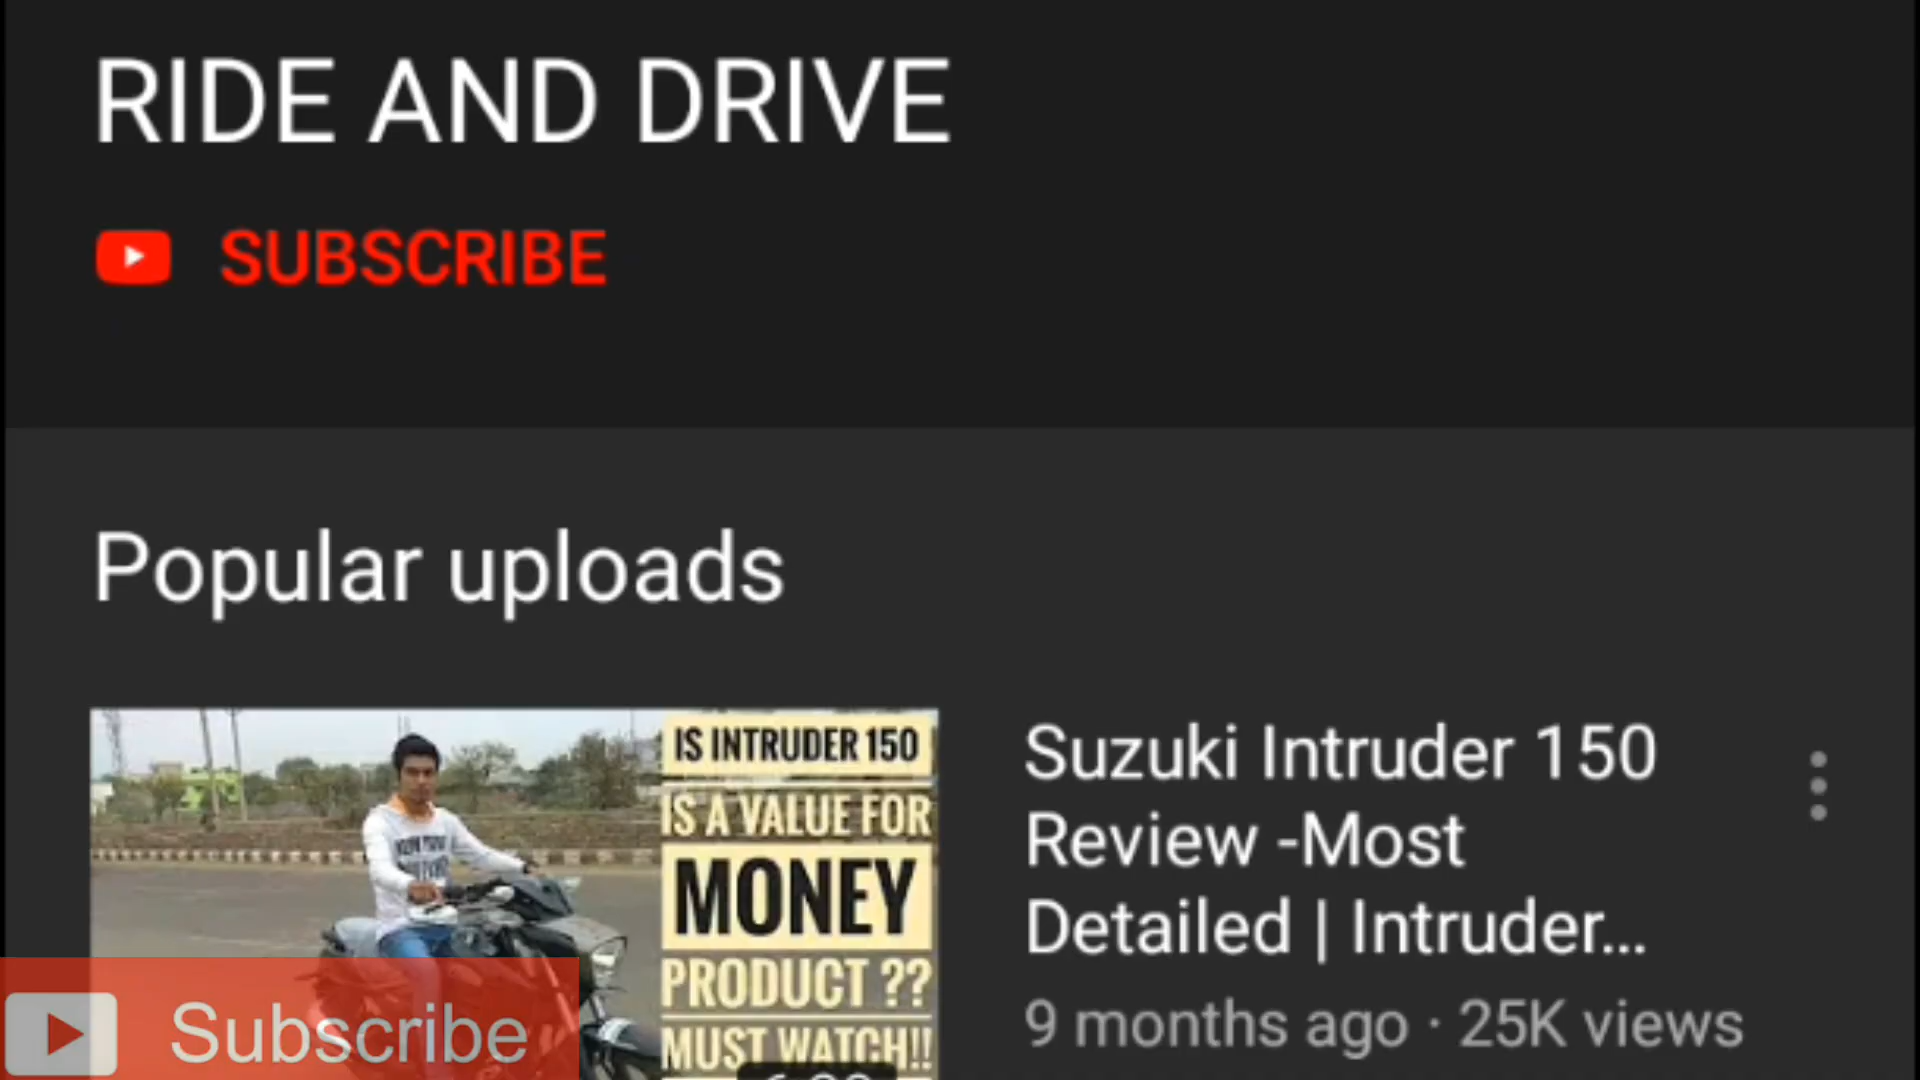 RIDE AND DRIVE
SUBSCRIBE
Popular uploads
IS INTRUDER 150
IS A VALUE FOR
MONEY
PRODUCT ??
MUST WATCH!!
Suzuki Intruder 150
Review -Most
Detailed | Intruder...
9 months ago · 25K views
Subscribe